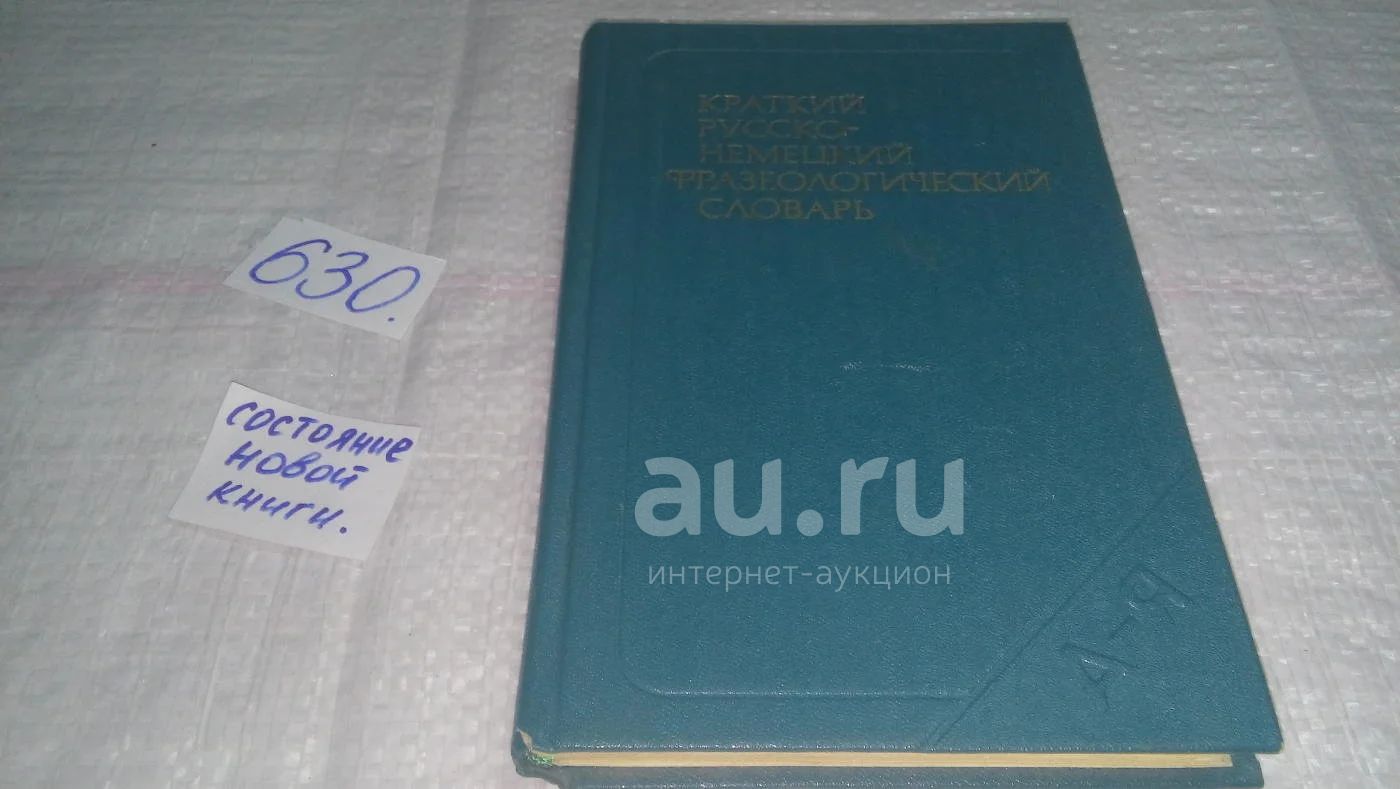 КРАТКИЙ
РУССКО-
НЕМЕЦКИЙ
ФРАЗЕОЛОГИЧЕСКИЙ
СЛОВАРЬ
630.
состояние
новой
книги.
au.ru
интернет-аукцион
А-Я